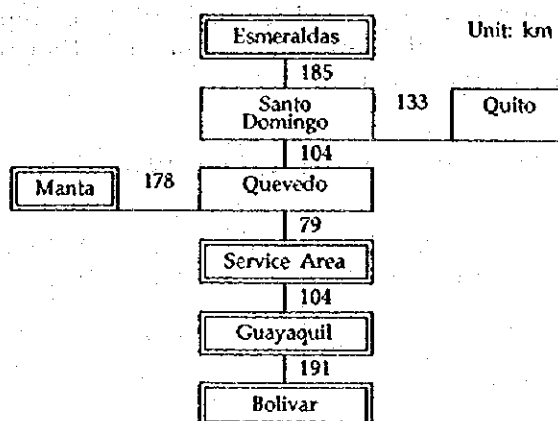 Esmeraldas
Unit: km
185
Santo
Domingo
133
Quito
104
Manta
178
Quevedo
79
Service Area
104
Guayaquil
191
Bolivar